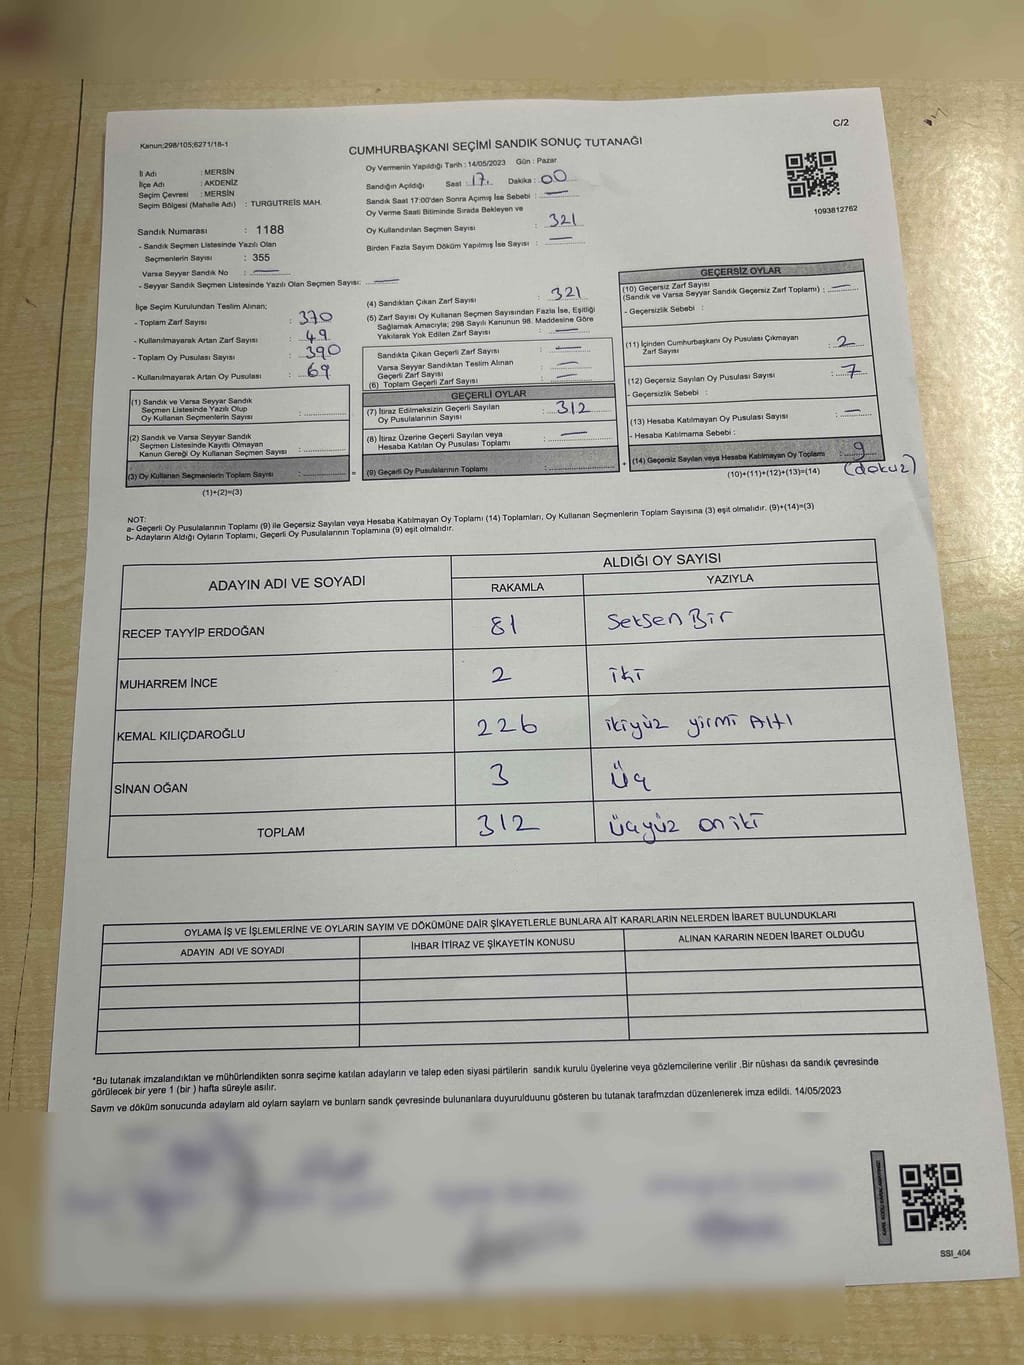 C/2
Kanun;298/105;6271/18-1
CUMHURBAŞKANI SEÇİMİ SANDIK SONUÇ TUTANAĞI
1093812762
İl Adı : MERSİN
İlçe Adı : AKDENİZ
Seçim Çevresi : MERSİN
Seçim Bölgesi (Mahalle Adı) : TURGUTREİS MAH.
Sandık Numarası : 1188
- Sandık Seçmen Listesinde Yazılı Olan
Seçmenlerin Sayısı : 355
Varsa Seyyar Sandık No : —
- Seyyar Sandık Seçmen Listesinde Yazılı Olan Seçmen Sayısı: —
Oy Vermenin Yapıldığı Tarih : 14/05/2023 Gün : Pazar
Sandığın Açıldığı Saat : 17. Dakika : 00
Sandık Saat 17:00'den Sonra Açımış İse Sebebi : —
Oy Verme Saati Bitiminde Sırada Bekleyen ve
Oy Kullandırılan Seçmen Sayısı : 321
Birden Fazla Sayım Döküm Yapılmış İse Sayısı : —
İlçe Seçim Kurulundan Teslim Alınan;
- Toplam Zarf Sayısı : 370
- Kullanılmayarak Artan Zarf Sayısı : 49
- Toplam Oy Pusulası Sayısı : 390
- Kullanılmayarak Artan Oy Pusulası : 69
(1) Sandık ve Varsa Seyyar Sandık
Seçmen Listesinde Yazılı Olup
Oy Kullanan Seçmenlerin Sayısı :
(2) Sandık ve Varsa Seyyar Sandık
Seçmen Listesinde Kayıtlı Olmayan
Kanun Gereği Oy Kullanan Seçmen Sayısı :
(3) Oy Kullanan Seçmenlerin Toplam Sayısı :
(1)+(2)=(3)
=
(4) Sandıktan Çıkan Zarf Sayısı : 321
(5) Zarf Sayısı Oy Kullanan Seçmen Sayısından Fazla İse, Eşitliği
Sağlamak Amacıyla; 298 Sayılı Kanunun 98. Maddesine Göre
Yakılarak Yok Edilen Zarf Sayısı : —
Sandıkta Çıkan Geçerli Zarf Sayısı : —
Varsa Seyyar Sandıktan Teslim Alınan
Geçerli Zarf Sayısı : —
(6) Toplam Geçerli Zarf Sayısı : —
GEÇERLİ OYLAR
(7) İtiraz Edilmeksizin Geçerli Sayılan
Oy Pusulalarının Sayısı : 312
(8) İtiraz Üzerine Geçerli Sayılan veya
Hesaba Katılan Oy Pusulası Toplamı : —
(9) Geçerli Oy Pusulalarının Toplamı :
+
GEÇERSİZ OYLAR
(10) Geçersiz Zarf Sayısı
(Sandık ve Varsa Seyyar Sandık Geçersiz Zarf Toplamı) : —
- Geçersizlik Sebebi :
(11) İçinden Cumhurbaşkanı Oy Pusulası Çıkmayan
Zarf Sayısı : 2
(12) Geçersiz Sayılan Oy Pusulası Sayısı : 7
- Geçersizlik Sebebi :
(13) Hesaba Katılmayan Oy Pusulası Sayısı : —
- Hesaba Katılmama Sebebi :
(14) Geçersiz Sayılan veya Hesaba Katılmayan Oy Toplamı : 9
(dokuz)
(10)+(11)+(12)+(13)=(14)
NOT:
a- Geçerli Oy Pusulalarının Toplamı (9) ile Geçersiz Sayılan veya Hesaba Katılmayan Oy Toplamı (14) Toplamları, Oy Kullanan Seçmenlerin Toplam Sayısına (3) eşit olmalıdır. (9)+(14)=(3)
b- Adayların Aldığı Oyların Toplamı, Geçerli Oy Pusulalarının Toplamına (9) eşit olmalıdır.
ADAYIN ADI VE SOYADI
ALDIĞI OY SAYISI
RAKAMLA YAZIYLA
RECEP TAYYİP ERDOĞAN 81 Seksen Bir
MUHARREM İNCE 2 iki
KEMAL KILIÇDAROĞLU 226 ikiyüz yirmi Altı
SİNAN OĞAN 3 Üç
TOPLAM 312 üçyüz oniki
OYLAMA İŞ VE İŞLEMLERİNE VE OYLARIN SAYIM VE DÖKÜMÜNE DAİR ŞİKAYETLERLE BUNLARA AİT KARARLARIN NELERDEN İBARET BULUNDUKLARI
ADAYIN ADI VE SOYADI İHBAR İTİRAZ VE ŞİKAYETİN KONUSU ALINAN KARARIN NEDEN İBARET OLDUĞU
*Bu tutanak imzalandıktan ve mühürlendikten sonra seçime katılan adayların ve talep eden siyasi partilerin sandık kurulu üyelerine veya gözlemcilerine verilir .Bir nüshası da sandık çevresinde
görülecek bir yere 1 (bir ) hafta süreyle asılır.
Sayım ve döküm sonucunda adaylam ald oylarn saylarn ve bunlarn sandk çevresinde bulunanlara duyurulduunu gösteren bu tutanak tarafmzdan düzenlenerek imza edildi. 14/05/2023
SSI_404